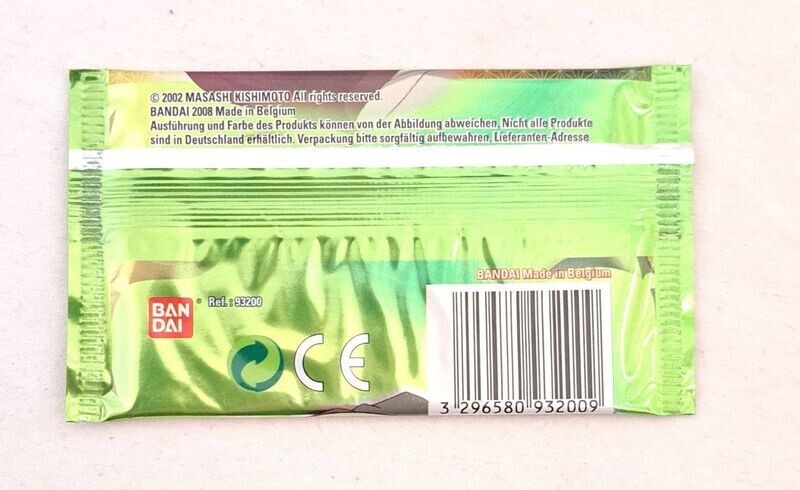 © 2002 MASASHI KISHIMOTO All rights reserved.
BANDAI 2008 Made in Belgium
Ausführung und Farbe des Produkts können von der Abbildung abweichen. Nicht alle Produkte
sind in Deutschland erhältlich. Verpackung bitte sorgfältig aufbewahren. Lieferanten-Adresse
BANDAI Made in Belgium
BAN
DAI
® Ref.: 93200
CE
3 296580 932009